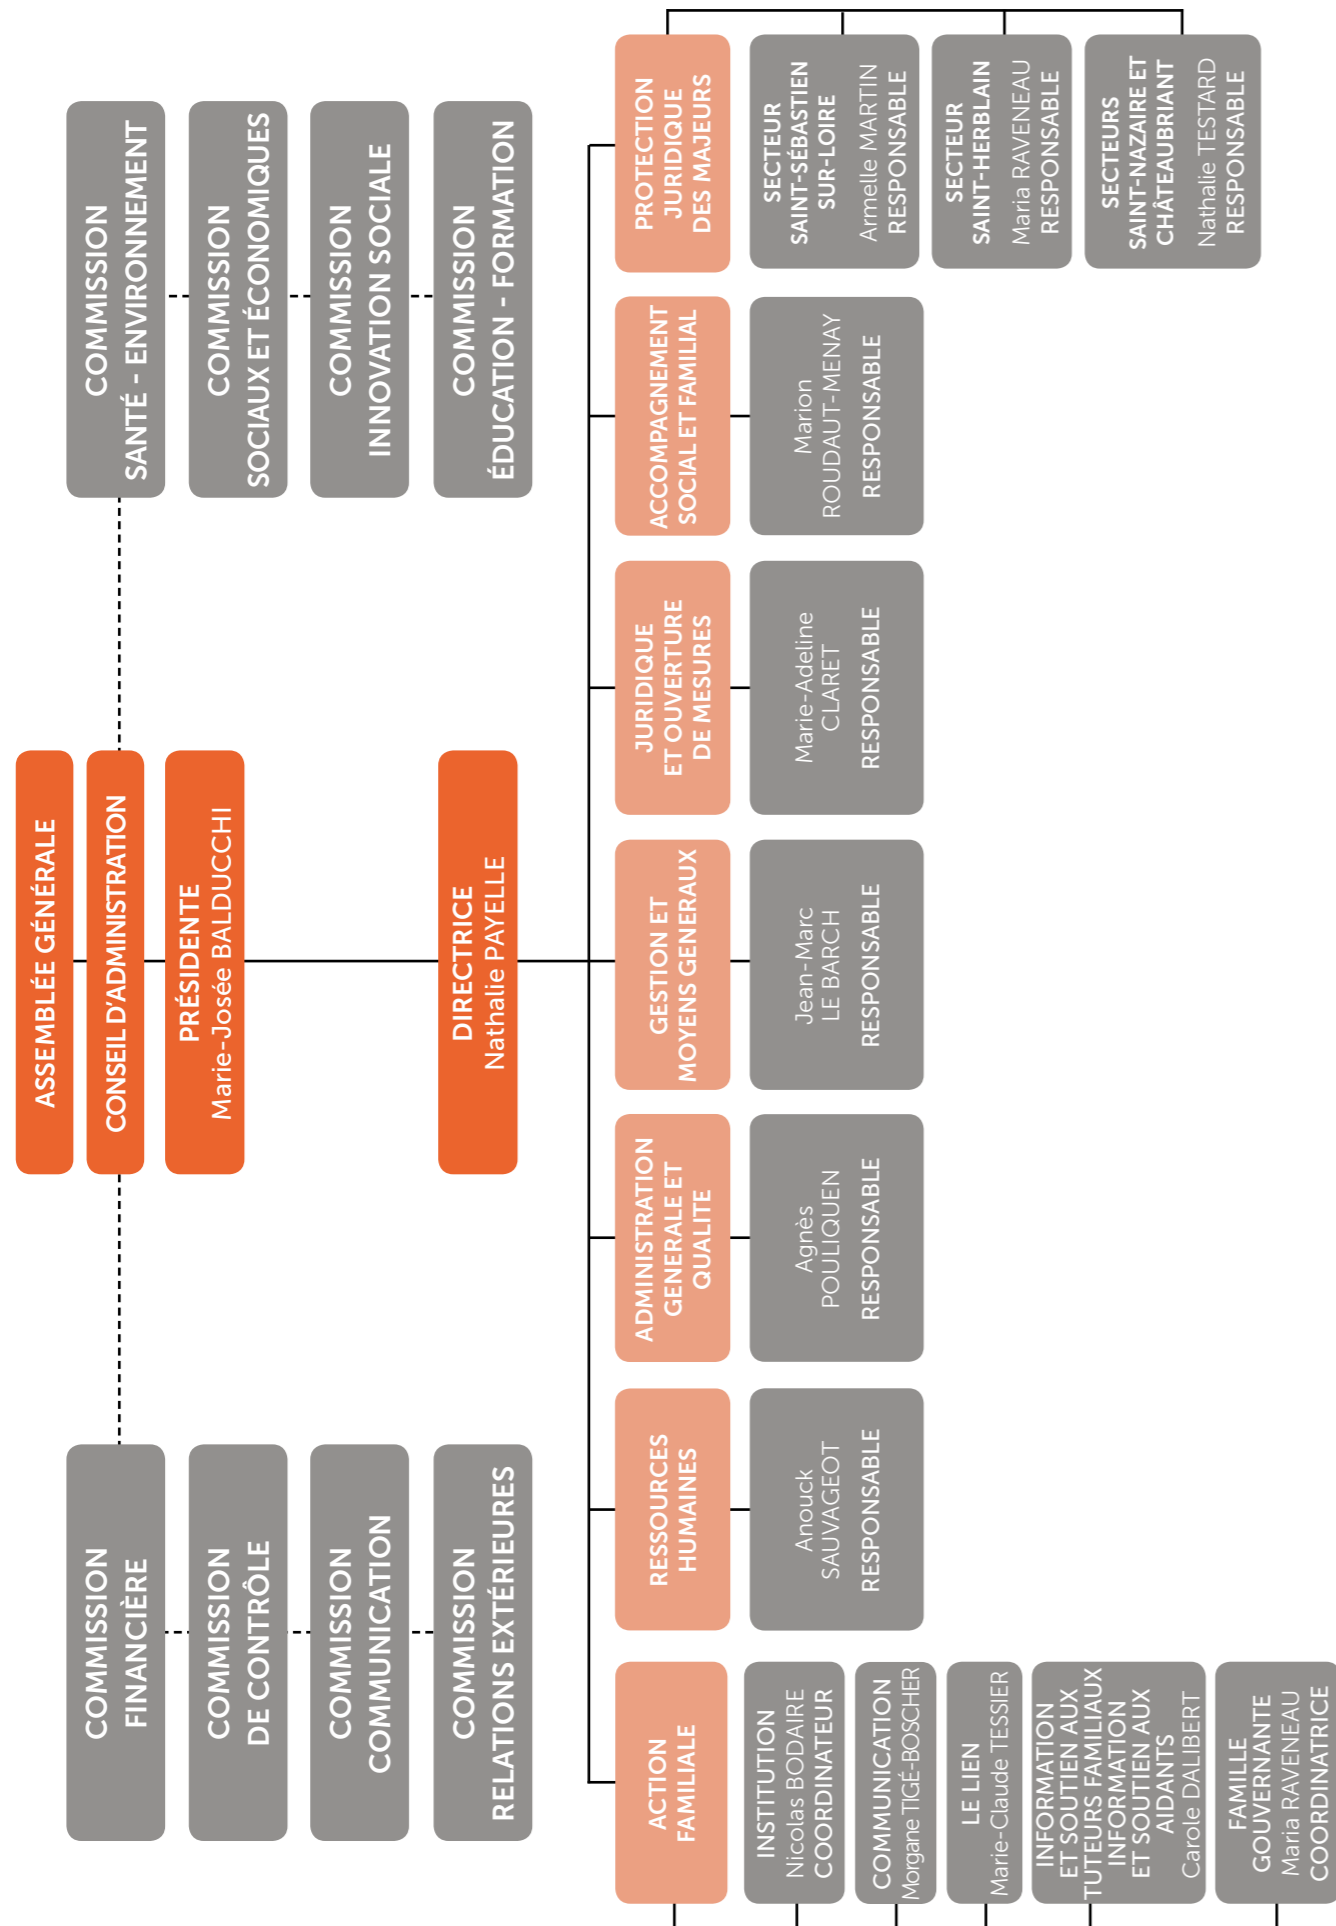 ASSEMBLÉE GÉNÉRALE
CONSEIL D'ADMINISTRATION
PRÉSIDENTE
Marie-Josée BALDUCCHI
COMMISSION
FINANCIÈRE
COMMISSION
DE CONTRÔLE
COMMISSION
COMMUNICATION
COMMISSION
RELATIONS EXTÉRIEURES
COMMISSION
SANTÉ - ENVIRONNEMENT
COMMISSION
SOCIAUX ET ÉCONOMIQUES
COMMISSION
INNOVATION SOCIALE
COMMISSION
ÉDUCATION - FORMATION
DIRECTRICE
Nathalie PAYELLE
ACTION
FAMILIALE
INSTITUTION
Nicolas BODAIRE
COORDINATEUR
COMMUNICATION
Morgane TIGÉ-BOSCHER
LE LIEN
Marie-Claude TESSIER
INFORMATION
ET SOUTIEN AUX
TUTEURS FAMILIAUX
INFORMATION
ET SOUTIEN AUX
AIDANTS
Carole DALIBERT
FAMILLE
GOUVERNANTE
Maria RAVENEAU
COORDINATRICE
RESSOURCES
HUMAINES
Anouck
SAUVAGEOT
RESPONSABLE
ADMINISTRATION
GENERALE ET
QUALITE
Agnès
POULIQUEN
RESPONSABLE
GESTION ET
MOYENS GENERAUX
Jean-Marc
LE BARCH
RESPONSABLE
JURIDIQUE
ET OUVERTURE
DE MESURES
Marie-Adeline
CLARET
RESPONSABLE
ACCOMPAGNEMENT
SOCIAL ET FAMILIAL
Marion
ROUDAUT-MENAY
RESPONSABLE
PROTECTION
JURIDIQUE
DES MAJEURS
SECTEUR
SAINT-SÉBASTIEN
SUR-LOIRE
Armelle MARTIN
RESPONSABLE
SECTEUR
SAINT-HERBLAIN
Maria RAVENEAU
RESPONSABLE
SECTEURS
SAINT-NAZAIRE ET
CHÂTEAUBRIANT
Nathalie TESTARD
RESPONSABLE